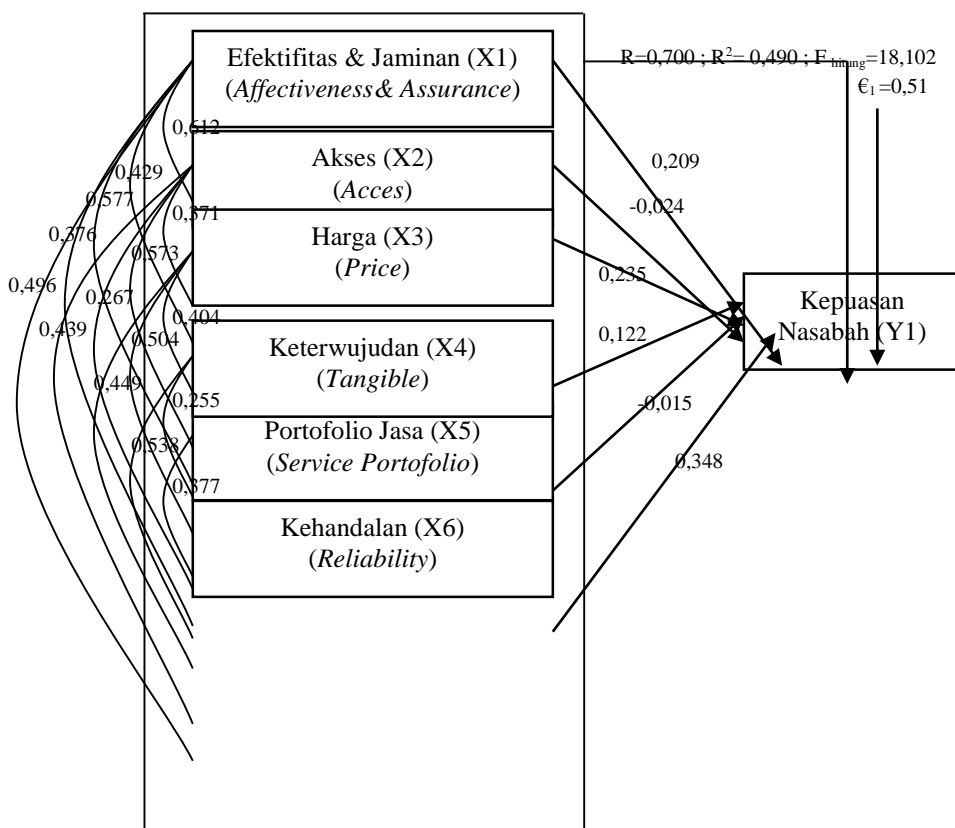 Efektifitas & Jaminan (X1)
(Affectiveness& Assurance)
R=0,700 ; R²= 0,490 ; F hitung=18,102
€₁ =0,51
0,612
Akses (X2)
(Acces)
0,209
0,429
0,577
-0,024
0,371
0,376
Harga (X3)
(Price)
0,573
0,235
0,496
0,267
0,404
0,439
0,504
Kepuasan
Nasabah (Y1)
Keterwujudan (X4)
(Tangible)
0,122
0,449
0,255
-0,015
Portofolio Jasa (X5)
(Service Portofolio)
0,538
0,348
0,377
Kehandalan (X6)
(Reliability)